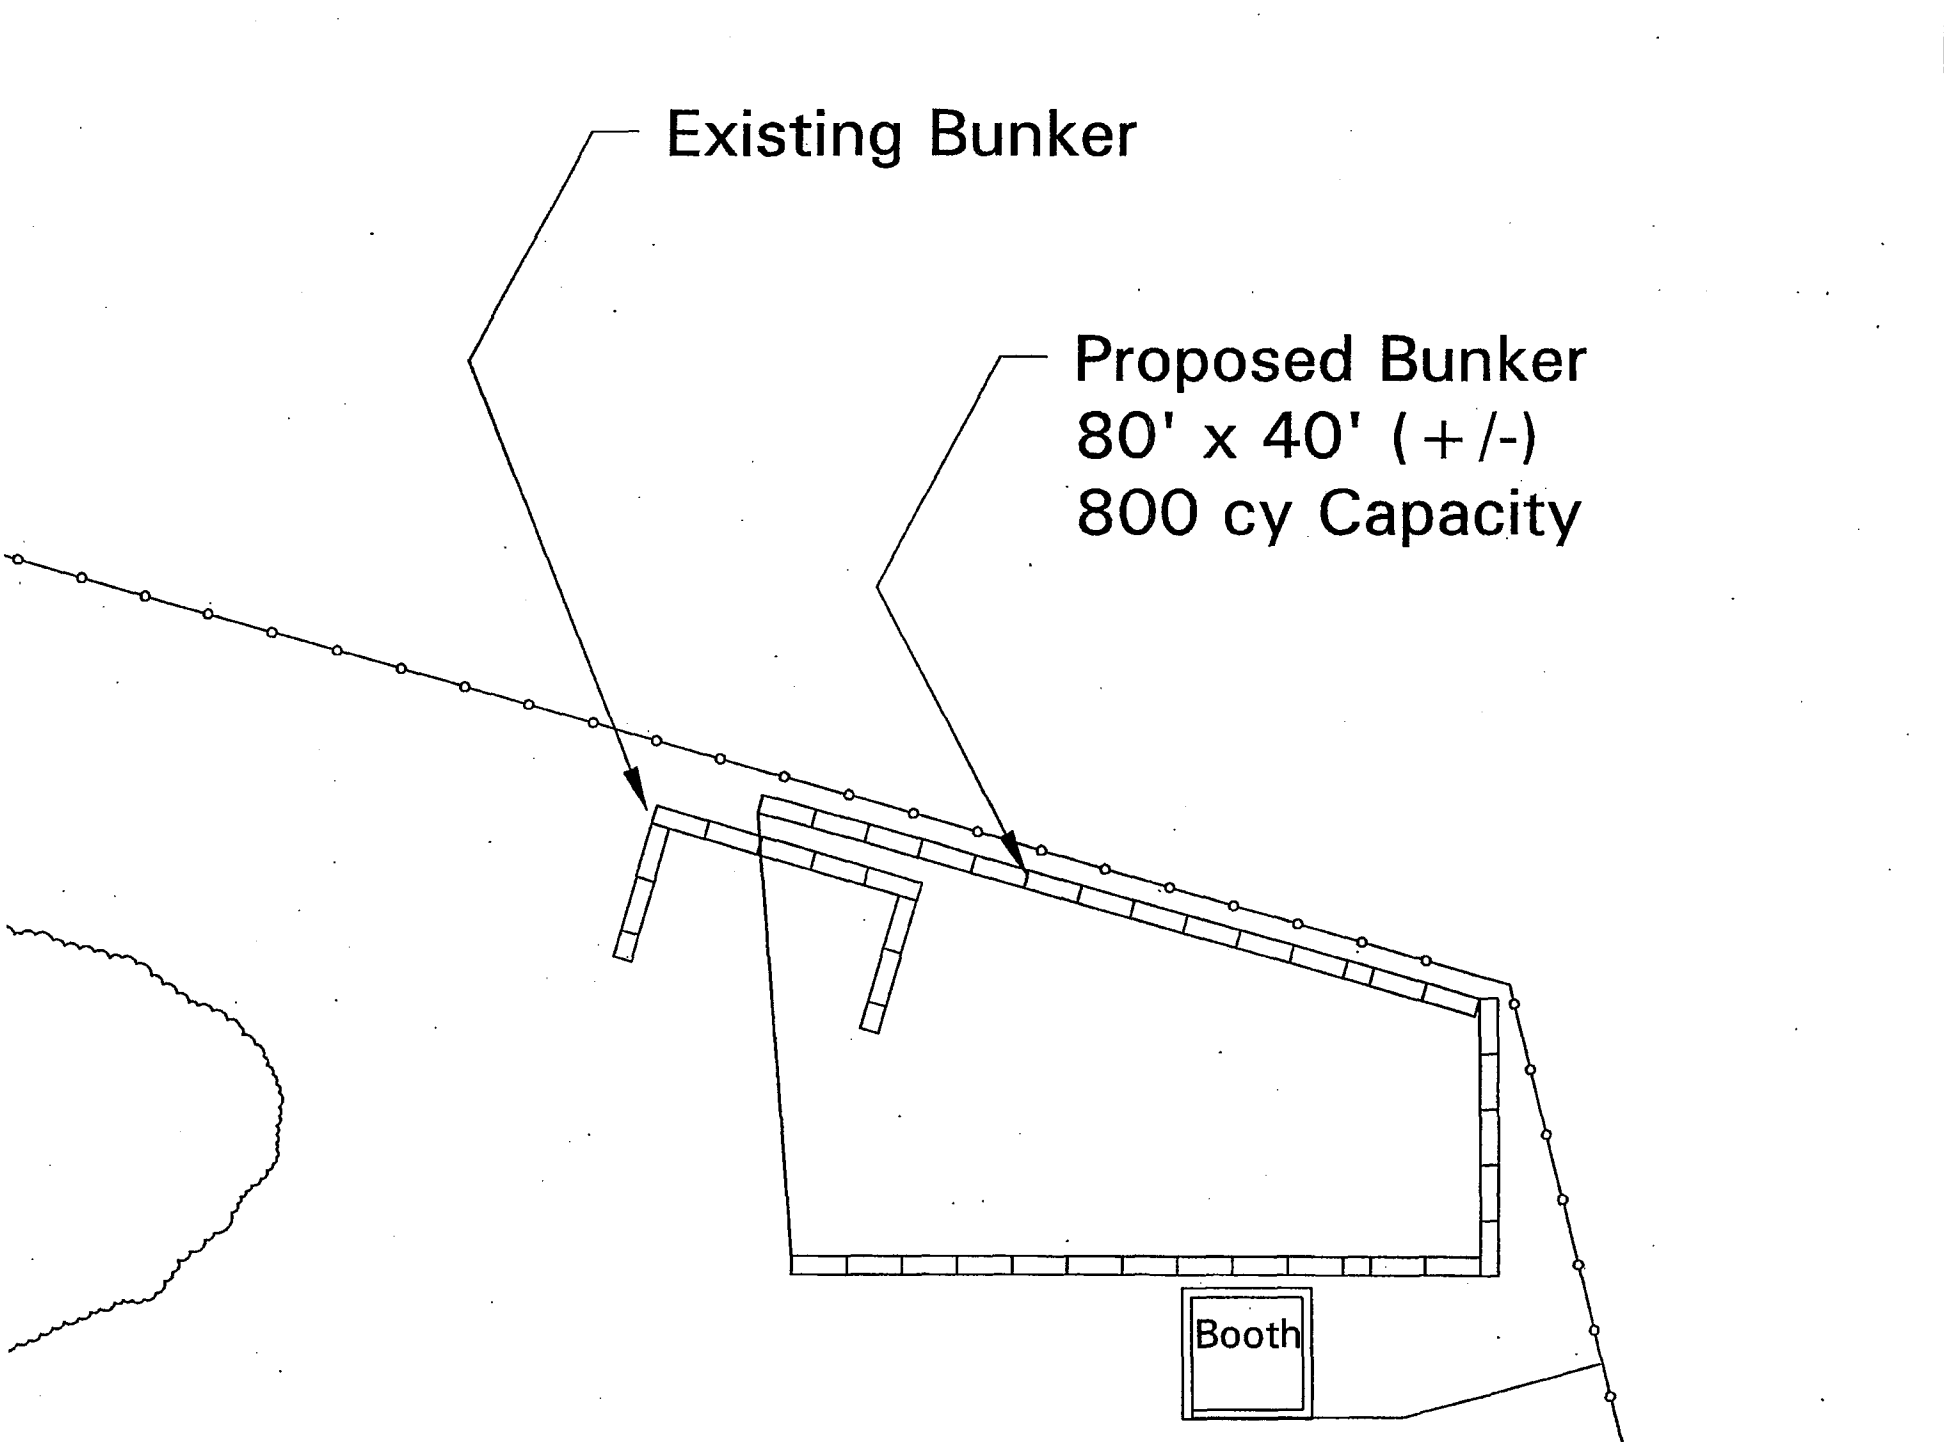 Existing Bunker
Proposed Bunker
80' x 40' (+/-)
800 cy Capacity
Booth